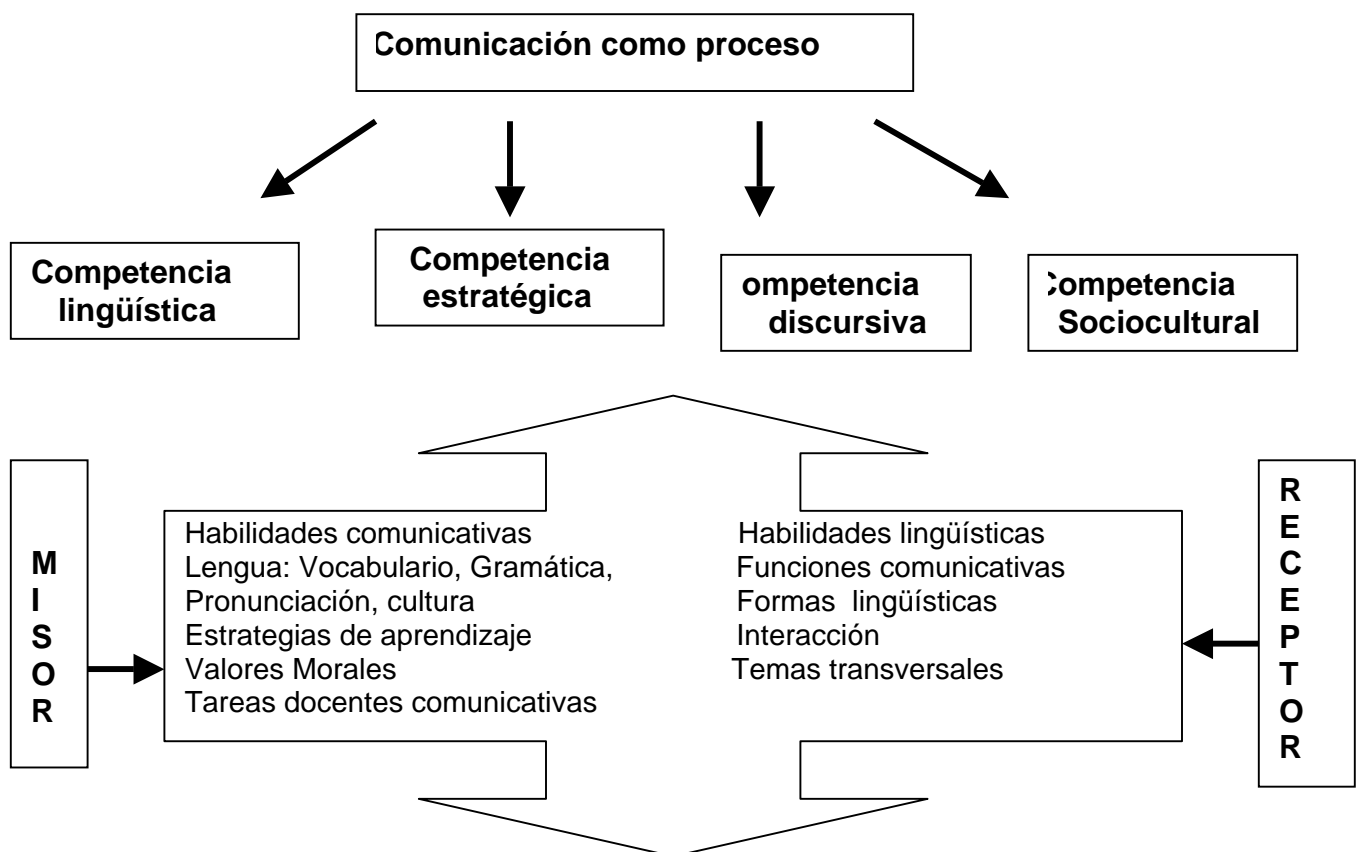 Comunicación como proceso
Competencia
lingüística
Competencia
estratégica
ompetencia
discursiva
Competencia
Sociocultural
M
I
S
O
R
Habilidades comunicativas
Lengua: Vocabulario, Gramática,
Pronunciación, cultura
Estrategias de aprendizaje
Valores Morales
Tareas docentes comunicativas
Habilidades lingüísticas
Funciones comunicativas
Formas lingüísticas
Interacción
Temas transversales
R
E
C
E
P
T
O
R